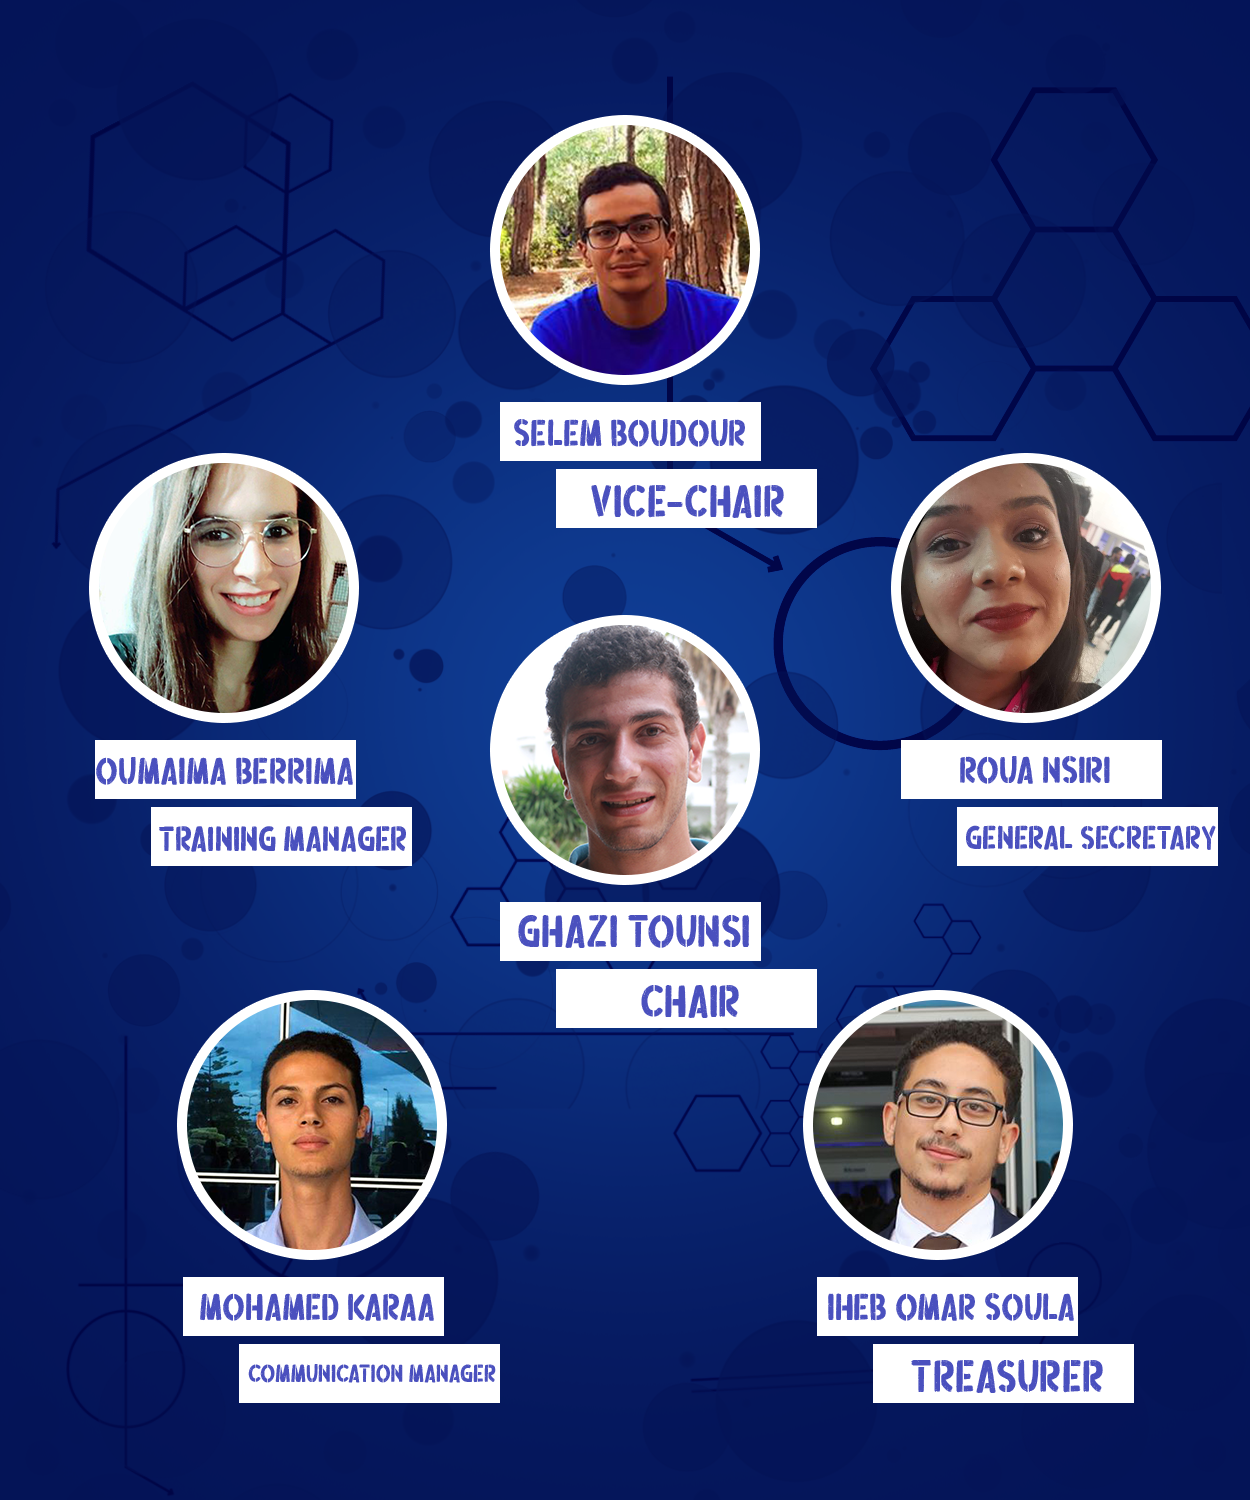 SELEM BOUDOUR
VICE-CHAIR
OUMAIMA BERRIMA
TRAINING MANAGER
ROUA NSIRI
GENERAL SECRETARY
GHAZI TOUNSI
CHAIR
MOHAMED KARAA
COMMUNICATION MANAGER
IHEB OMAR SOULA
TREASURER